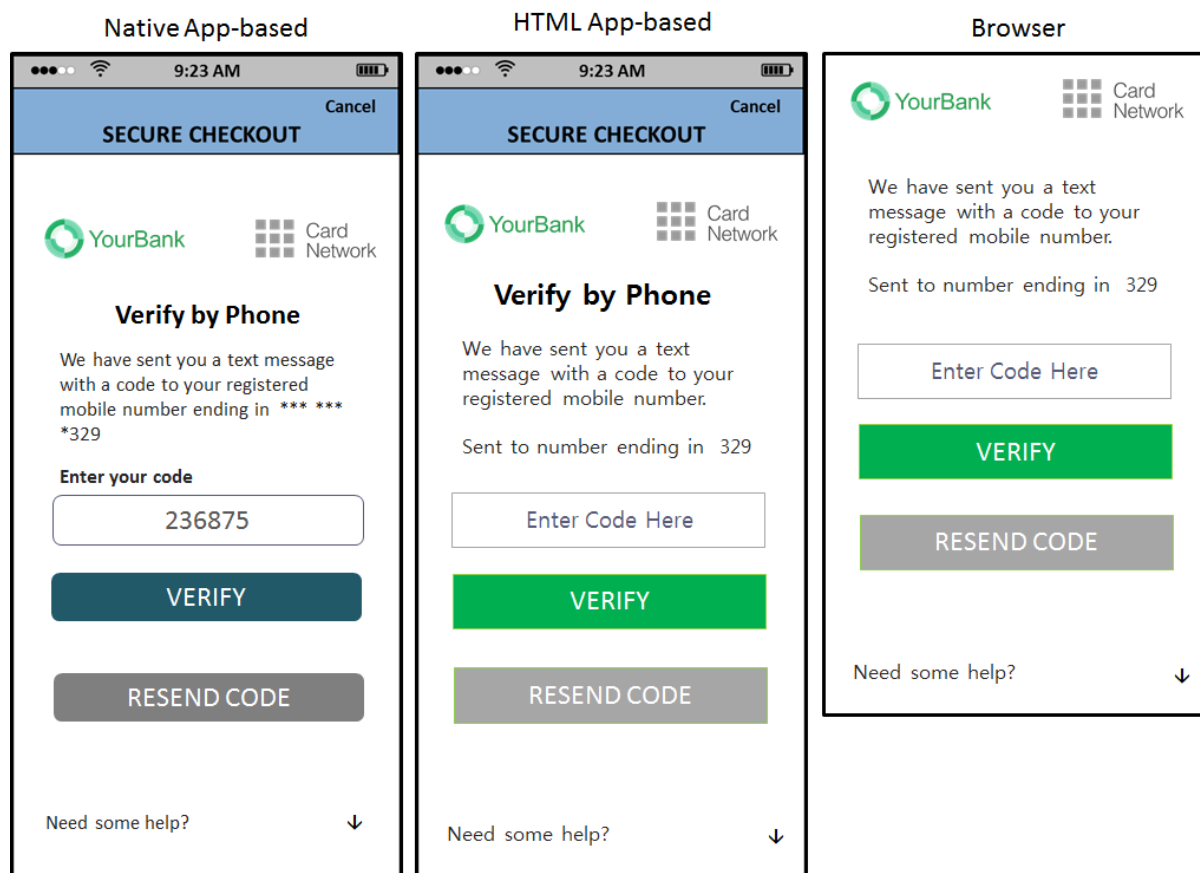 Native App-based
9:23 AM
Cancel
SECURE CHECKOUT
YourBank
Card
Network
Verify by Phone
We have sent you a text message
with a code to your registered
mobile number ending in *** ***
*329
Enter your code
236875
VERIFY
RESEND CODE
Need some help?
HTML App-based
9:23 AM
Cancel
SECURE CHECKOUT
YourBank
Card
Network
Verify by Phone
We have sent you a text
message with a code to your
registered mobile number.
Sent to number ending in 329
Enter Code Here
VERIFY
RESEND CODE
Need some help?
Browser
YourBank
Card
Network
We have sent you a text
message with a code to your
registered mobile number.
Sent to number ending in 329
Enter Code Here
VERIFY
RESEND CODE
Need some help?